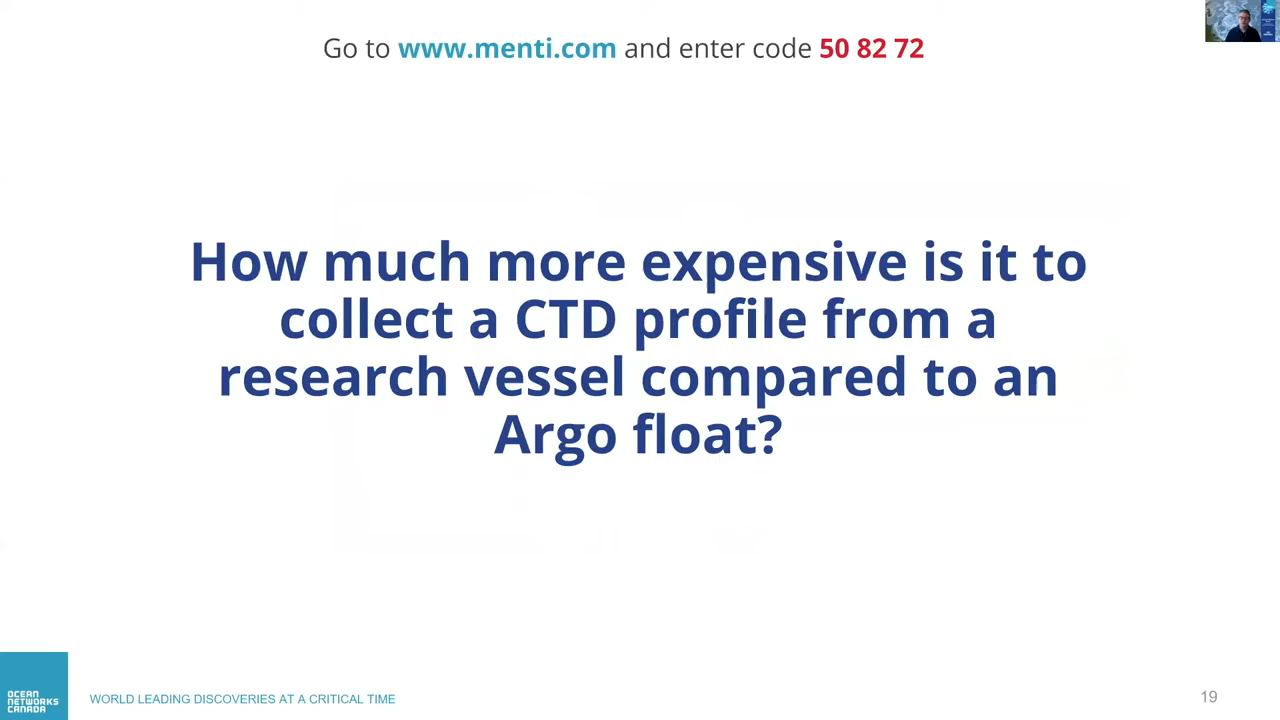 Go to www.menti.com and enter code 50 82 72
How much more expensive is it to
collect a CTD profile from a
research vessel compared to an
Argo float?
OCEAN
NETWORKS
CANADA
WORLD LEADING DISCOVERIES AT A CRITICAL TIME
19